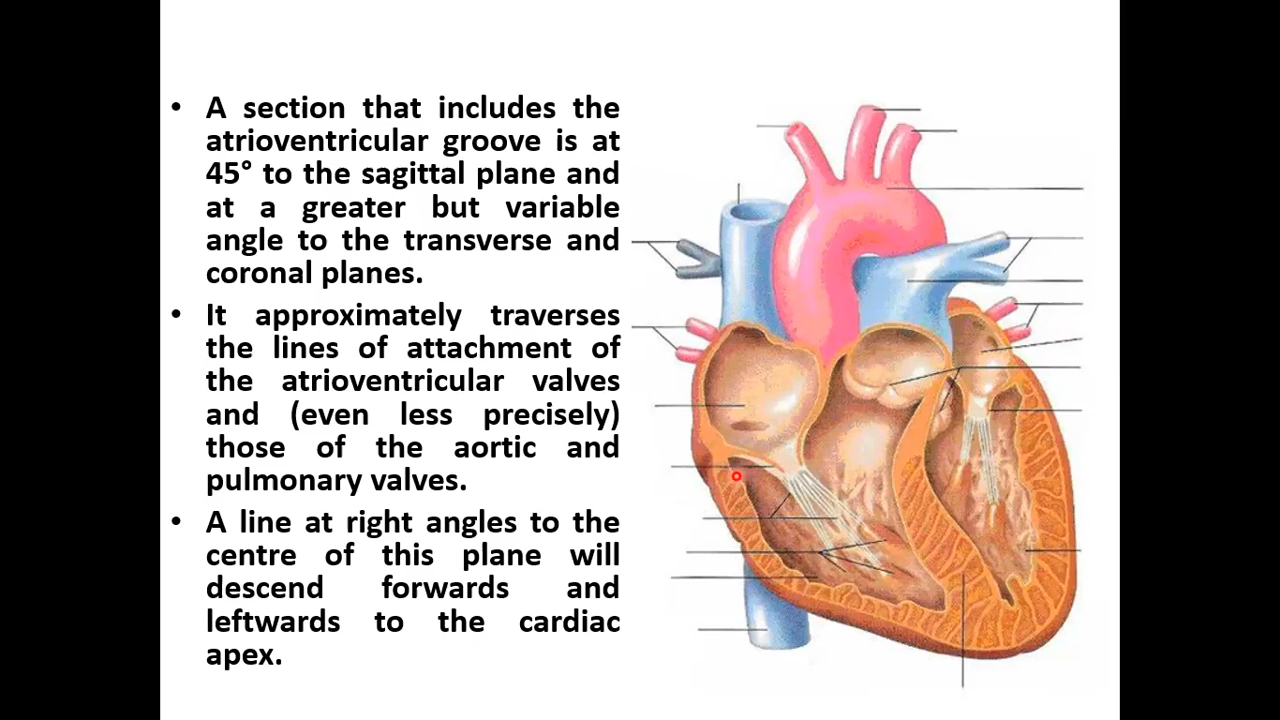 • A section that includes the
atrioventricular groove is at
45° to the sagittal plane and
at a greater but variable
angle to the transverse and
coronal planes.
• It approximately traverses
the lines of attachment of
the atrioventricular valves
and (even less precisely)
those of the aortic and
pulmonary valves.
• A line at right angles to the
centre of this plane will
descend forwards and
leftwards to the cardiac
apex.